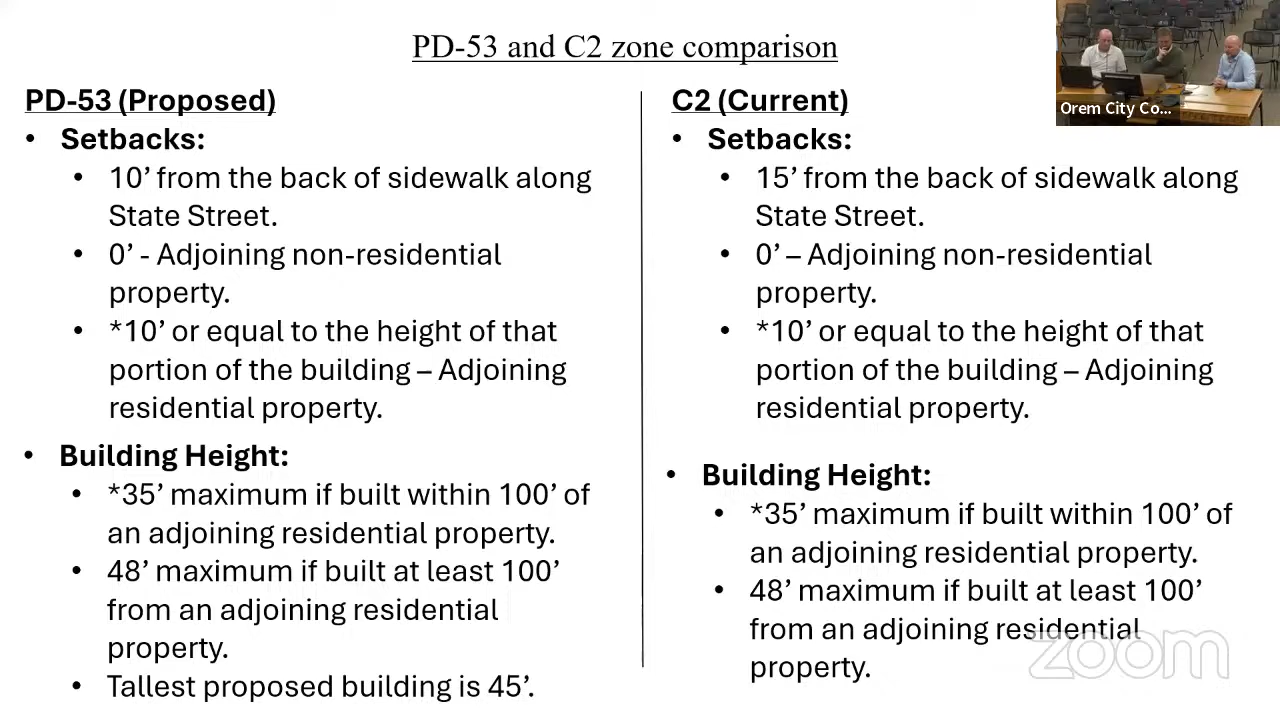 PD-53 and C2 zone comparison
PD-53 (Proposed)
• Setbacks:
• 10’ from the back of sidewalk along
State Street.
• 0’ - Adjoining non-residential
property.
• *10’ or equal to the height of that
portion of the building – Adjoining
residential property.
• Building Height:
• *35’ maximum if built within 100’ of
an adjoining residential property.
• 48’ maximum if built at least 100’
from an adjoining residential
property.
• Tallest proposed building is 45’.
C2 (Current)
• Setbacks:
• 15’ from the back of sidewalk along
State Street.
• 0’ – Adjoining non-residential
property.
• *10’ or equal to the height of that
portion of the building – Adjoining
residential property.
• Building Height:
• *35’ maximum if built within 100’ of
an adjoining residential property.
• 48’ maximum if built at least 100’
from an adjoining residential
property.
Orem City Co...
zoom